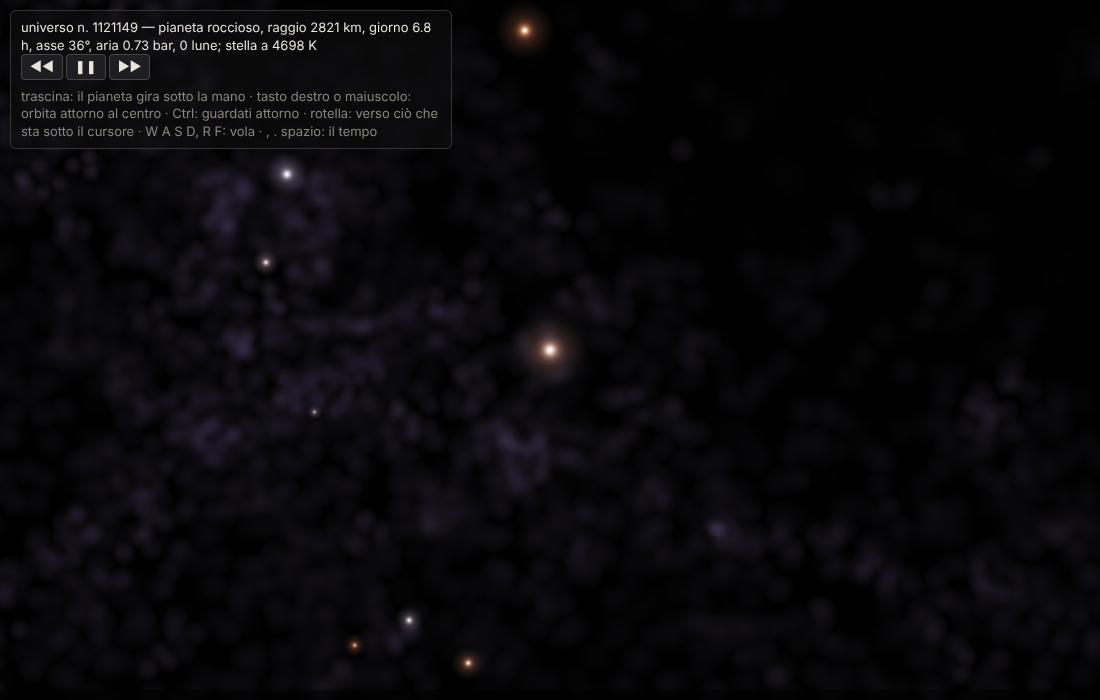 universo n. 1121149 — pianeta roccioso, raggio 2821 km, giorno 6.8
h, asse 36°, aria 0.73 bar, 0 lune; stella a 4698 K
trascina: il pianeta gira sotto la mano · tasto destro o maiuscolo:
orbita attorno al centro · Ctrl: guardati attorno · rotella: verso ciò che
sta sotto il cursore · W A S D, R F: vola · , . spazio: il tempo